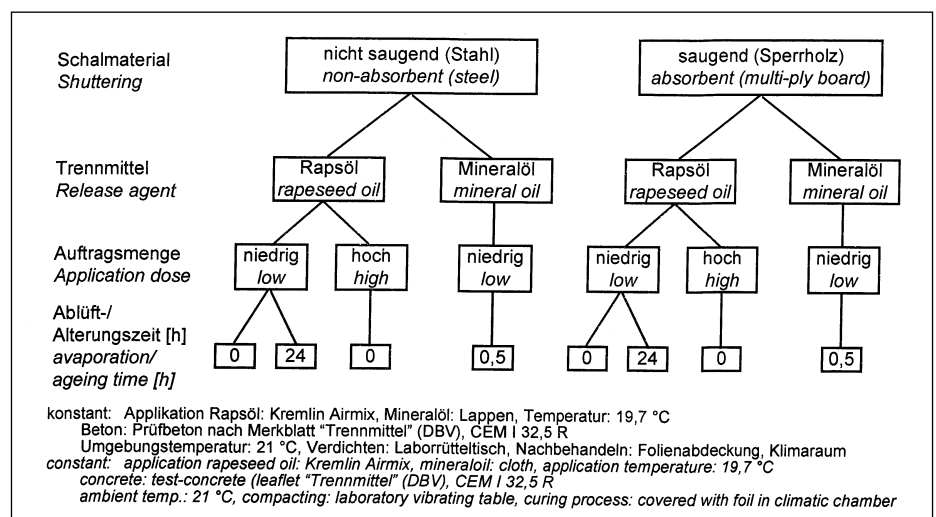 Schalmaterial
Shuttering
nicht saugend (Stahl)
non-absorbent (steel)
saugend (Sperrholz)
absorbent (multi-ply board)
Trennmittel
Release agent
Rapsöl
rapeseed oil
Mineralöl
mineral oil
Rapsöl
rapeseed oil
Mineralöl
mineral oil
Auftragsmenge
Application dose
niedrig
low
hoch
high
niedrig
low
niedrig
low
hoch
high
niedrig
low
Ablüft-/
Alterungszeit [h]
avaporation/
ageing time [h]
0
24
0
0,5
0
24
0
0,5
konstant: Applikation Rapsöl: Kremlin Airmix, Mineralöl: Lappen, Temperatur: 19,7 °C
Beton: Prüfbeton nach Merkblatt "Trennmittel" (DBV), CEM I 32,5 R
Umgebungstemperatur: 21 °C, Verdichten: Laborrütteltisch, Nachbehandeln: Folienabdeckung, Klimaraum
constant: application rapeseed oil: Kremlin Airmix, mineraloil: cloth, application temperature: 19,7 °C
concrete: test-concrete (leaflet "Trennmittel" (DBV), CEM I 32,5 R
ambient temp.: 21 °C, compacting: laboratory vibrating table, curing process: covered with foil in climatic chamber